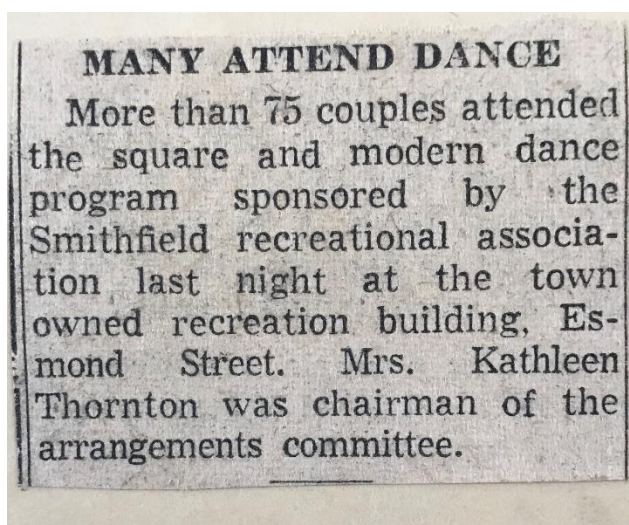 MANY ATTEND DANCE
More than 75 couples attended
the square and modern dance
program sponsored by the
Smithfield recreational associa-
tion last night at the town
owned recreation building, Es-
mond Street. Mrs. Kathleen
Thornton was chairman of the
arrangements committee.